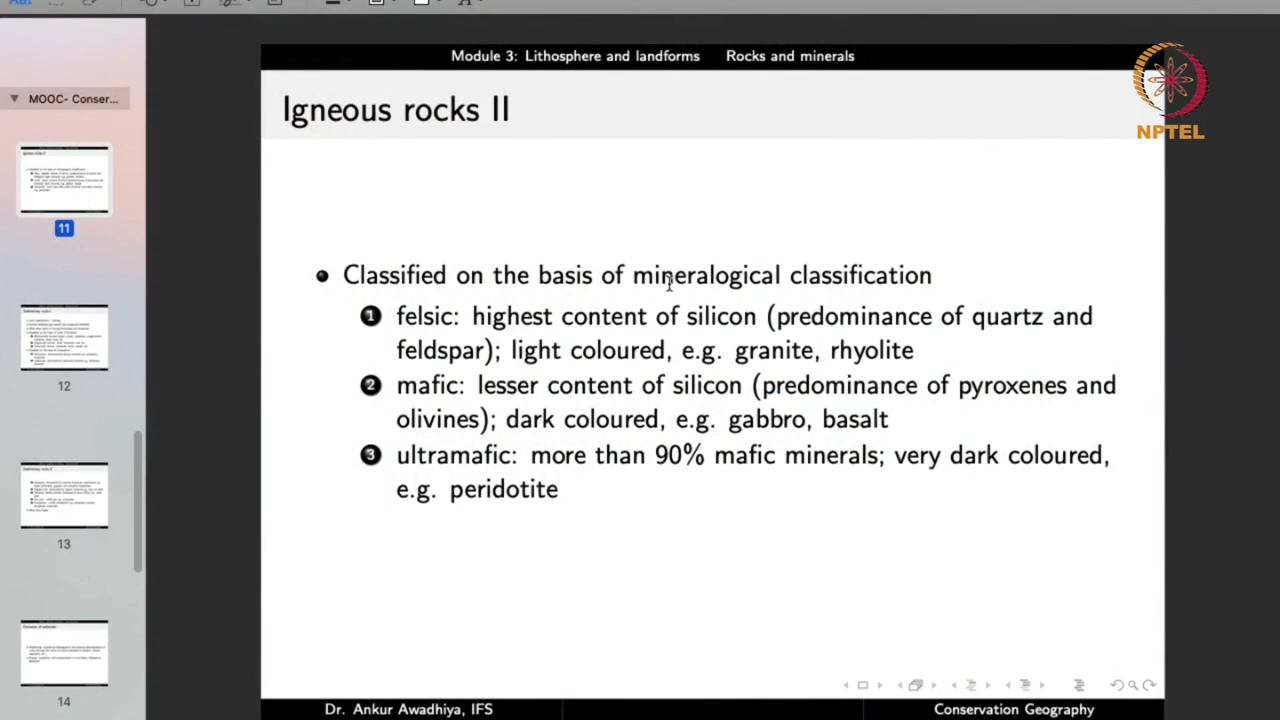 Module 3: Lithosphere and landforms Rocks and minerals
NPTEL
MOOC- Conser...
Igneous rocks II
Classified on the basis of mineralogical classification
1 felsic: highest content of silicon (predominance of quartz and
feldspar); light coloured, e.g. granite, rhyolite
2 mafic: lesser content of silicon (predominance of pyroxenes and
olivines); dark coloured, e.g. gabbro, basalt
3 ultramafic: more than 90% mafic minerals; very dark coloured,
e.g. peridotite
11
12
13
14
Dr. Ankur Awadhiya, IFS Conservation Geography